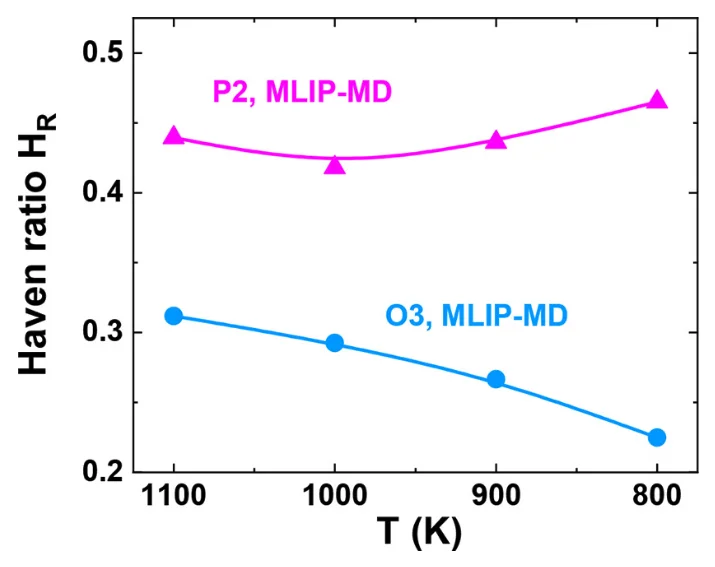 0.5
P2, MLIP-MD
0.4
Haven ratio H_R
O3, MLIP-MD
0.3
0.2
1100 1000 900 800
T (K)